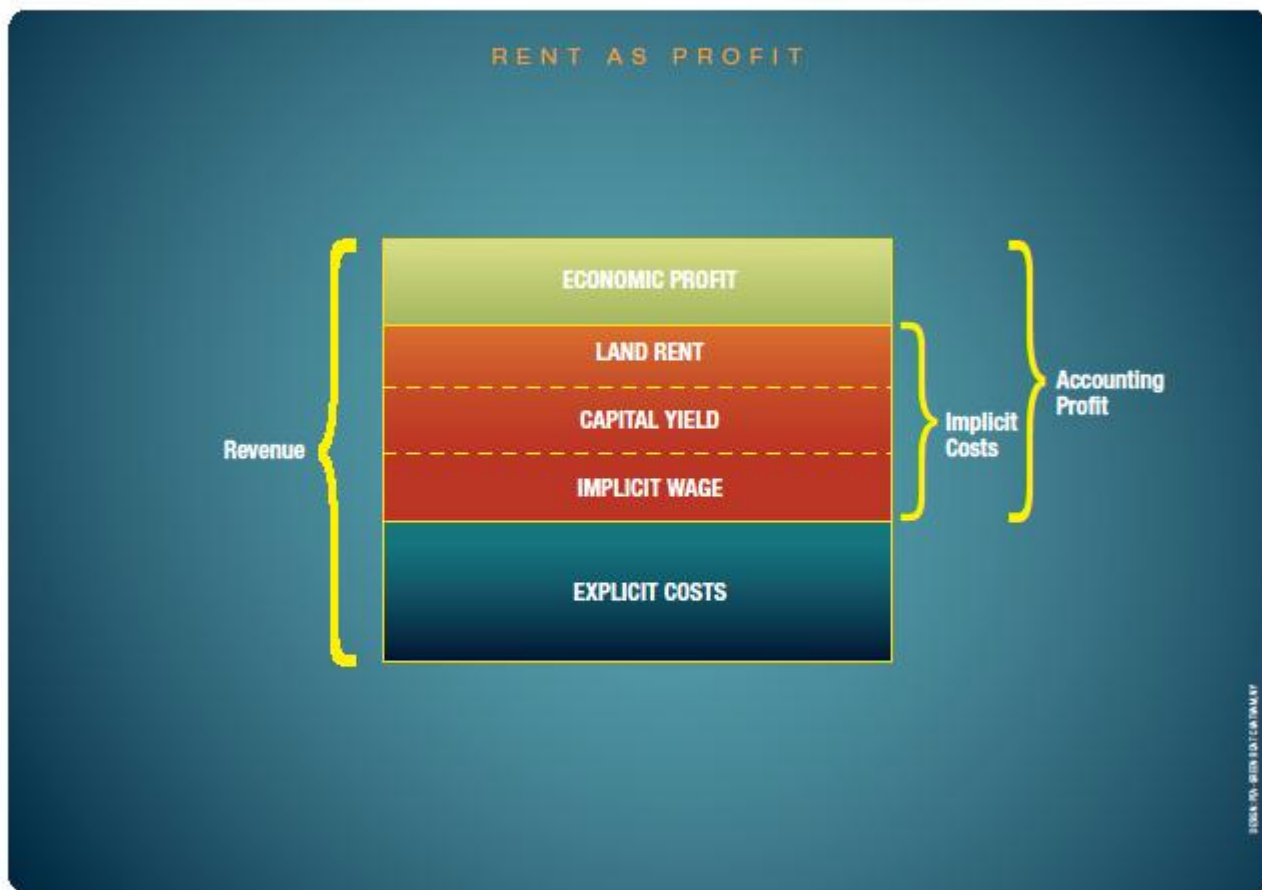 RENT AS PROFIT
ECONOMIC PROFIT
LAND RENT
CAPITAL YIELD
IMPLICIT WAGE
EXPLICIT COSTS
Revenue
Implicit
Costs
Accounting
Profit